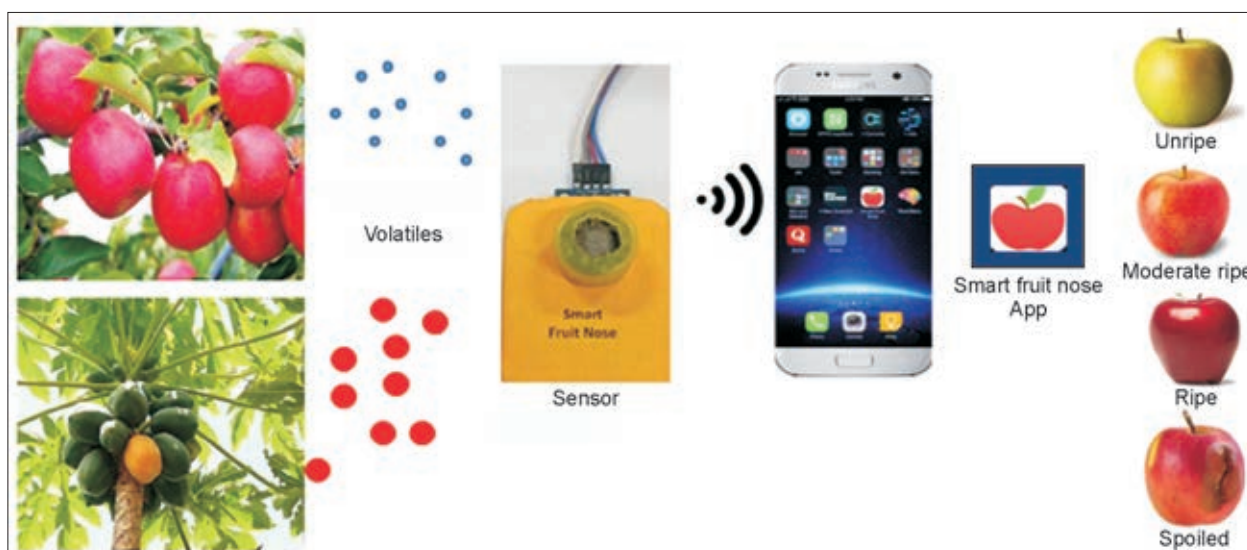 Volatiles
Smart
Fruit Nose
Sensor
Smart fruit nose
App
Unripe
Moderate ripe
Ripe
Spoiled